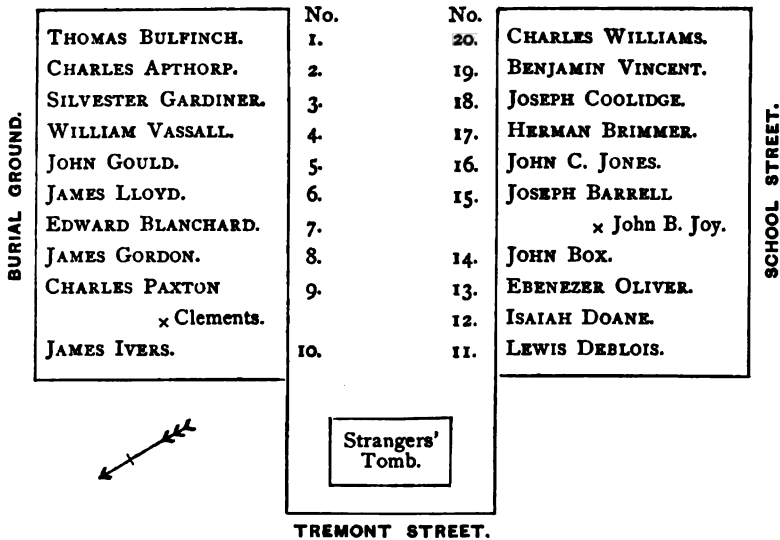 No. No.
THOMAS BULFINCH. 1. 20. CHARLES WILLIAMS.
CHARLES APTHORP. 2. 19. BENJAMIN VINCENT.
SILVESTER GARDINER. 3. 18. JOSEPH COOLIDGE.
WILLIAM VASSALL. 4. 17. HERMAN BRIMMER.
JOHN GOULD. 5. 16. JOHN C. JONES.
JAMES LLOYD. 6. 15. JOSEPH BARRELL
EDWARD BLANCHARD. 7. × John B. Joy.
JAMES GORDON. 8. 14. JOHN BOX.
CHARLES PAXTON 9. 13. EBENEZER OLIVER.
× Clements. 12. ISAIAH DOANE.
JAMES IVERS. 10. 11. LEWIS DEBLOIS.
BURIAL GROUND.
SCHOOL STREET.
Strangers'
Tomb.
TREMONT STREET.